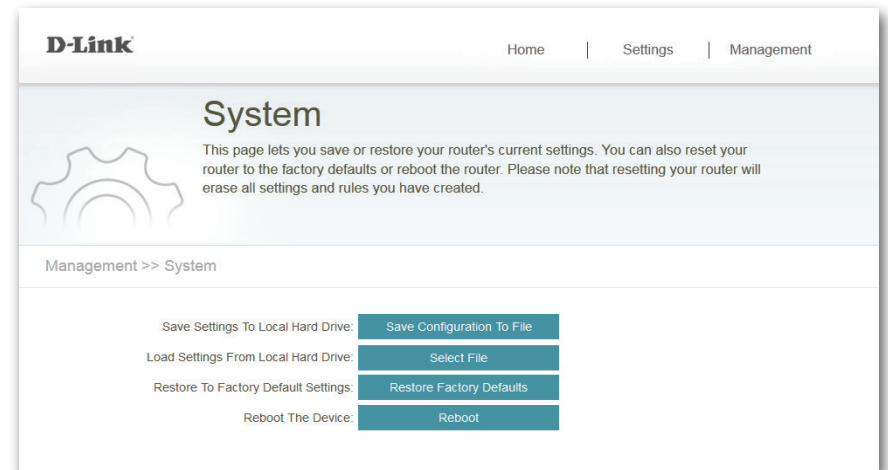 D-Link
Home | Settings | Management
System
This page lets you save or restore your router's current settings. You can also reset your
router to the factory defaults or reboot the router. Please note that resetting your router will
erase all settings and rules you have created.
Management >> System
Save Settings To Local Hard Drive: Save Configuration To File
Load Settings From Local Hard Drive: Select File
Restore To Factory Default Settings: Restore Factory Defaults
Reboot The Device: Reboot